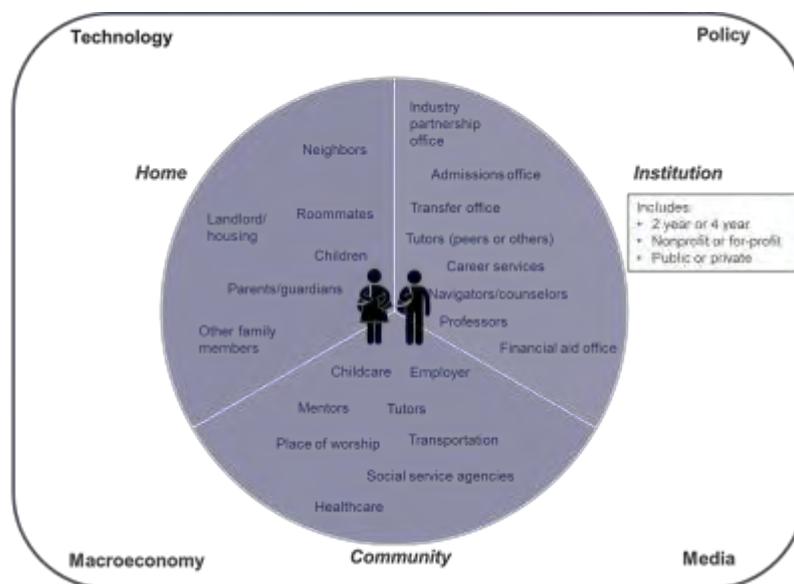 Technology
Policy
Home
Neighbors
Landlord/
housing
Roommates
Children
Parents/guardians
Other family
members
Industry
partnership
office
Admissions office
Transfer office
Tutors (peers or others)
Career services
Navigators/counselors
Professors
Financial aid office
Institution
Includes:
• 2 year or 4 year
• Nonprofit or for-profit
• Public or private
Childcare
Employer
Mentors
Tutors
Place of worship
Transportation
Social service agencies
Healthcare
Macroeconomy
Community
Media